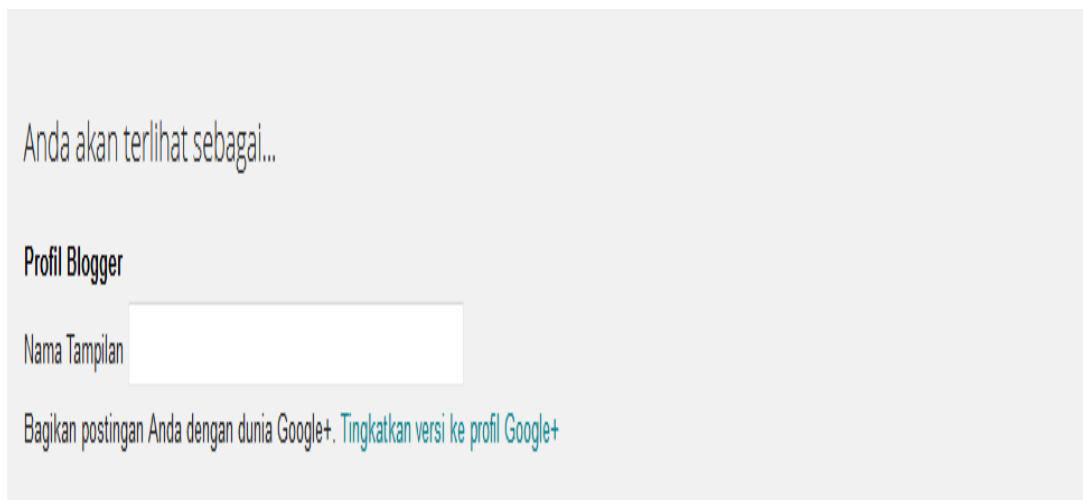 Anda akan terlihat sebagai...
Profil Blogger
Nama Tampilan
Bagikan postingan Anda dengan dunia Google+. Tingkatkan versi ke profil Google+